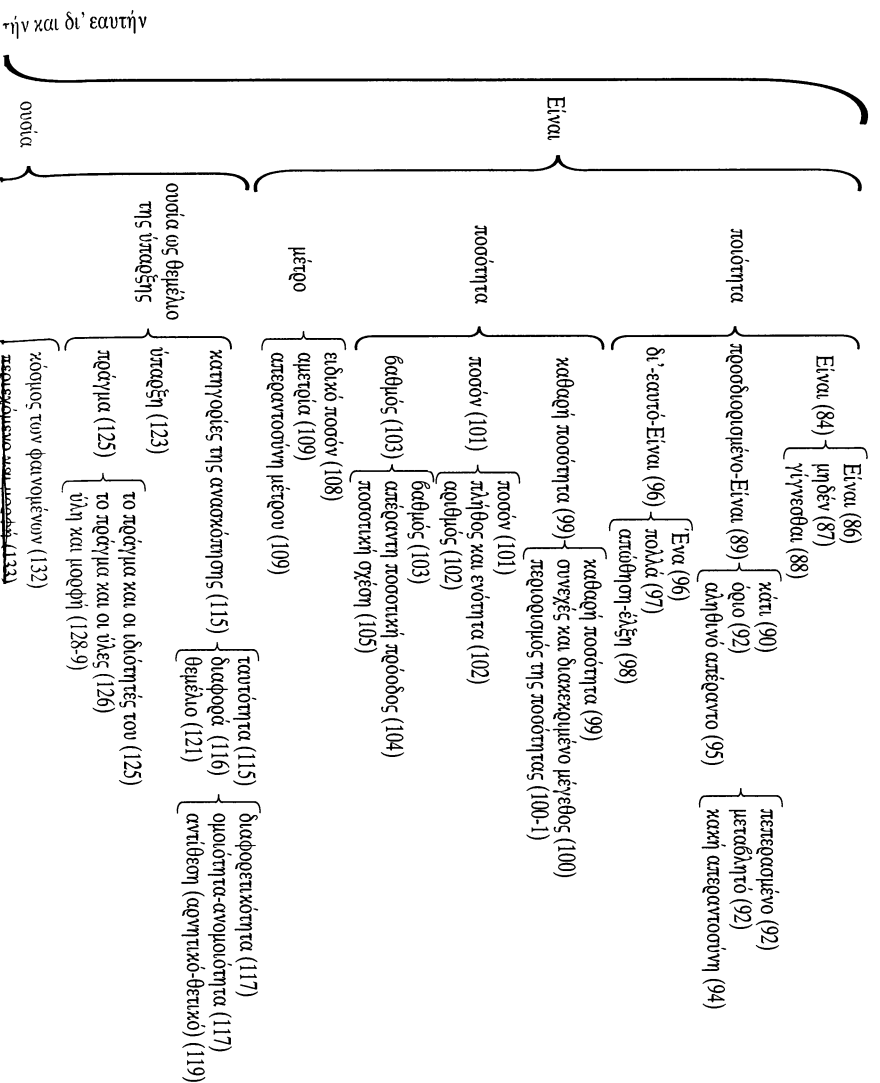 τήν και δι' εαυτήν
Είναι
ποιότητα
Είναι (84)
Είναι (86)
μηδέν (87)
γίγνεσθαι (88)
προσδιορισμένο-Είναι (89)
κάτι (90)
όριο (92)
αληθινό απέραντο (95)
πεπερασμένο (92)
μεταβλητό (92)
κακή απεραντοσύνη (94)
δι'-εαυτό-Είναι (96)
Ένα (96)
πολλά (97)
απώθηση-έλξη (98)
ποσότητα
καθαρή ποσότητα (99)
καθαρή ποσότητα (99)
συνεχές και διακεκριμένο μέγεθος (100)
περιορισμός της ποσότητας (100-1)
ποσόν (101)
ποσόν (101)
πλήθος και ενότητα (102)
αριθμός (102)
βαθμός (103)
βαθμός (103)
απέραντη ποσοτική πρόοδος (104)
ποσοτική σχέση (105)
μέτρο
ειδικό ποσόν (108)
αμετρία (109)
απεραντοσύνη μέτρου (109)
ουσία
ουσία ως θεμέλιο
της ύπαρξης
κατηγορίες της ανασκόπησης (115)
ταυτότητα (115)
διαφορά (116)
θεμέλιο (121)
διαφορετικότητα (117)
ομοιότητα-ανομοιότητα (117)
αντίθεση (αρνητικό-θετικό) (119)
ύπαρξη (123)
πράγμα (125)
το πράγμα και οι ιδιότητές του (125)
το πράγμα και οι ύλες (126)
ύλη και μορφή (128-9)
κόσμος των φαινομένων (132)
περιεχόμενο και μορφή (133)